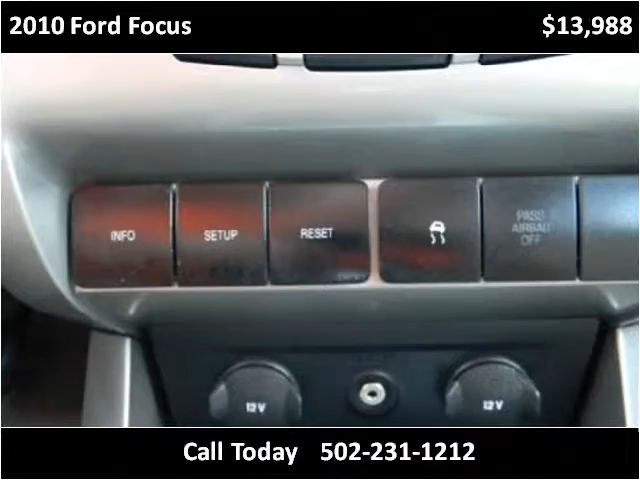 2010 Ford Focus $13,988
INFO SETUP RESET
PASS
AIRBAG
OFF
12V 12V
Call Today 502-231-1212